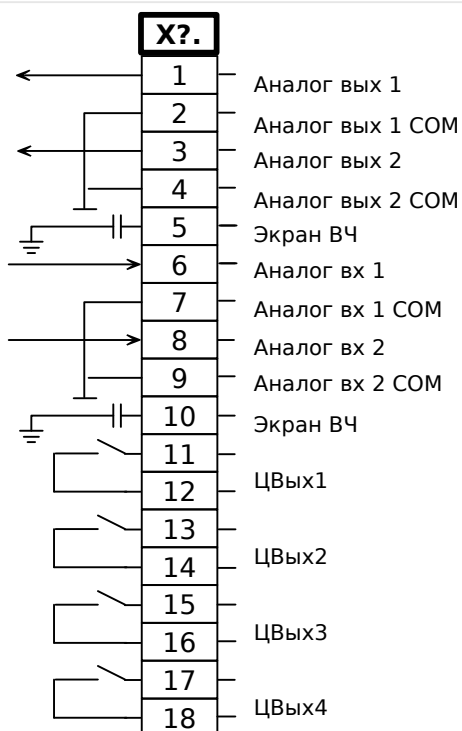 X?.
1 Аналог вых 1
2 Аналог вых 1 COM
3 Аналог вых 2
4 Аналог вых 2 COM
5 Экран ВЧ
6 Аналог вх 1
7 Аналог вх 1 COM
8 Аналог вх 2
9 Аналог вх 2 COM
10 Экран ВЧ
11
ЦВых1
12
13
ЦВых2
14
15
ЦВых3
16
17
ЦВых4
18